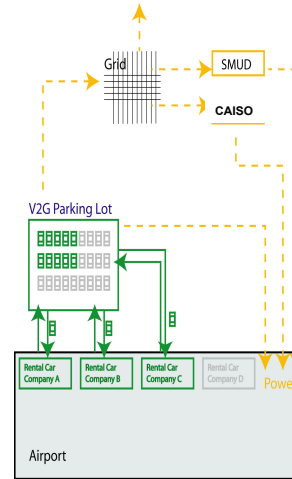 Grid
SMUD
CAISO
V2G Parking Lot
Rental Car
Company A
Rental Car
Company B
Rental Car
Company C
Rental Car
Company D
Power
Airport